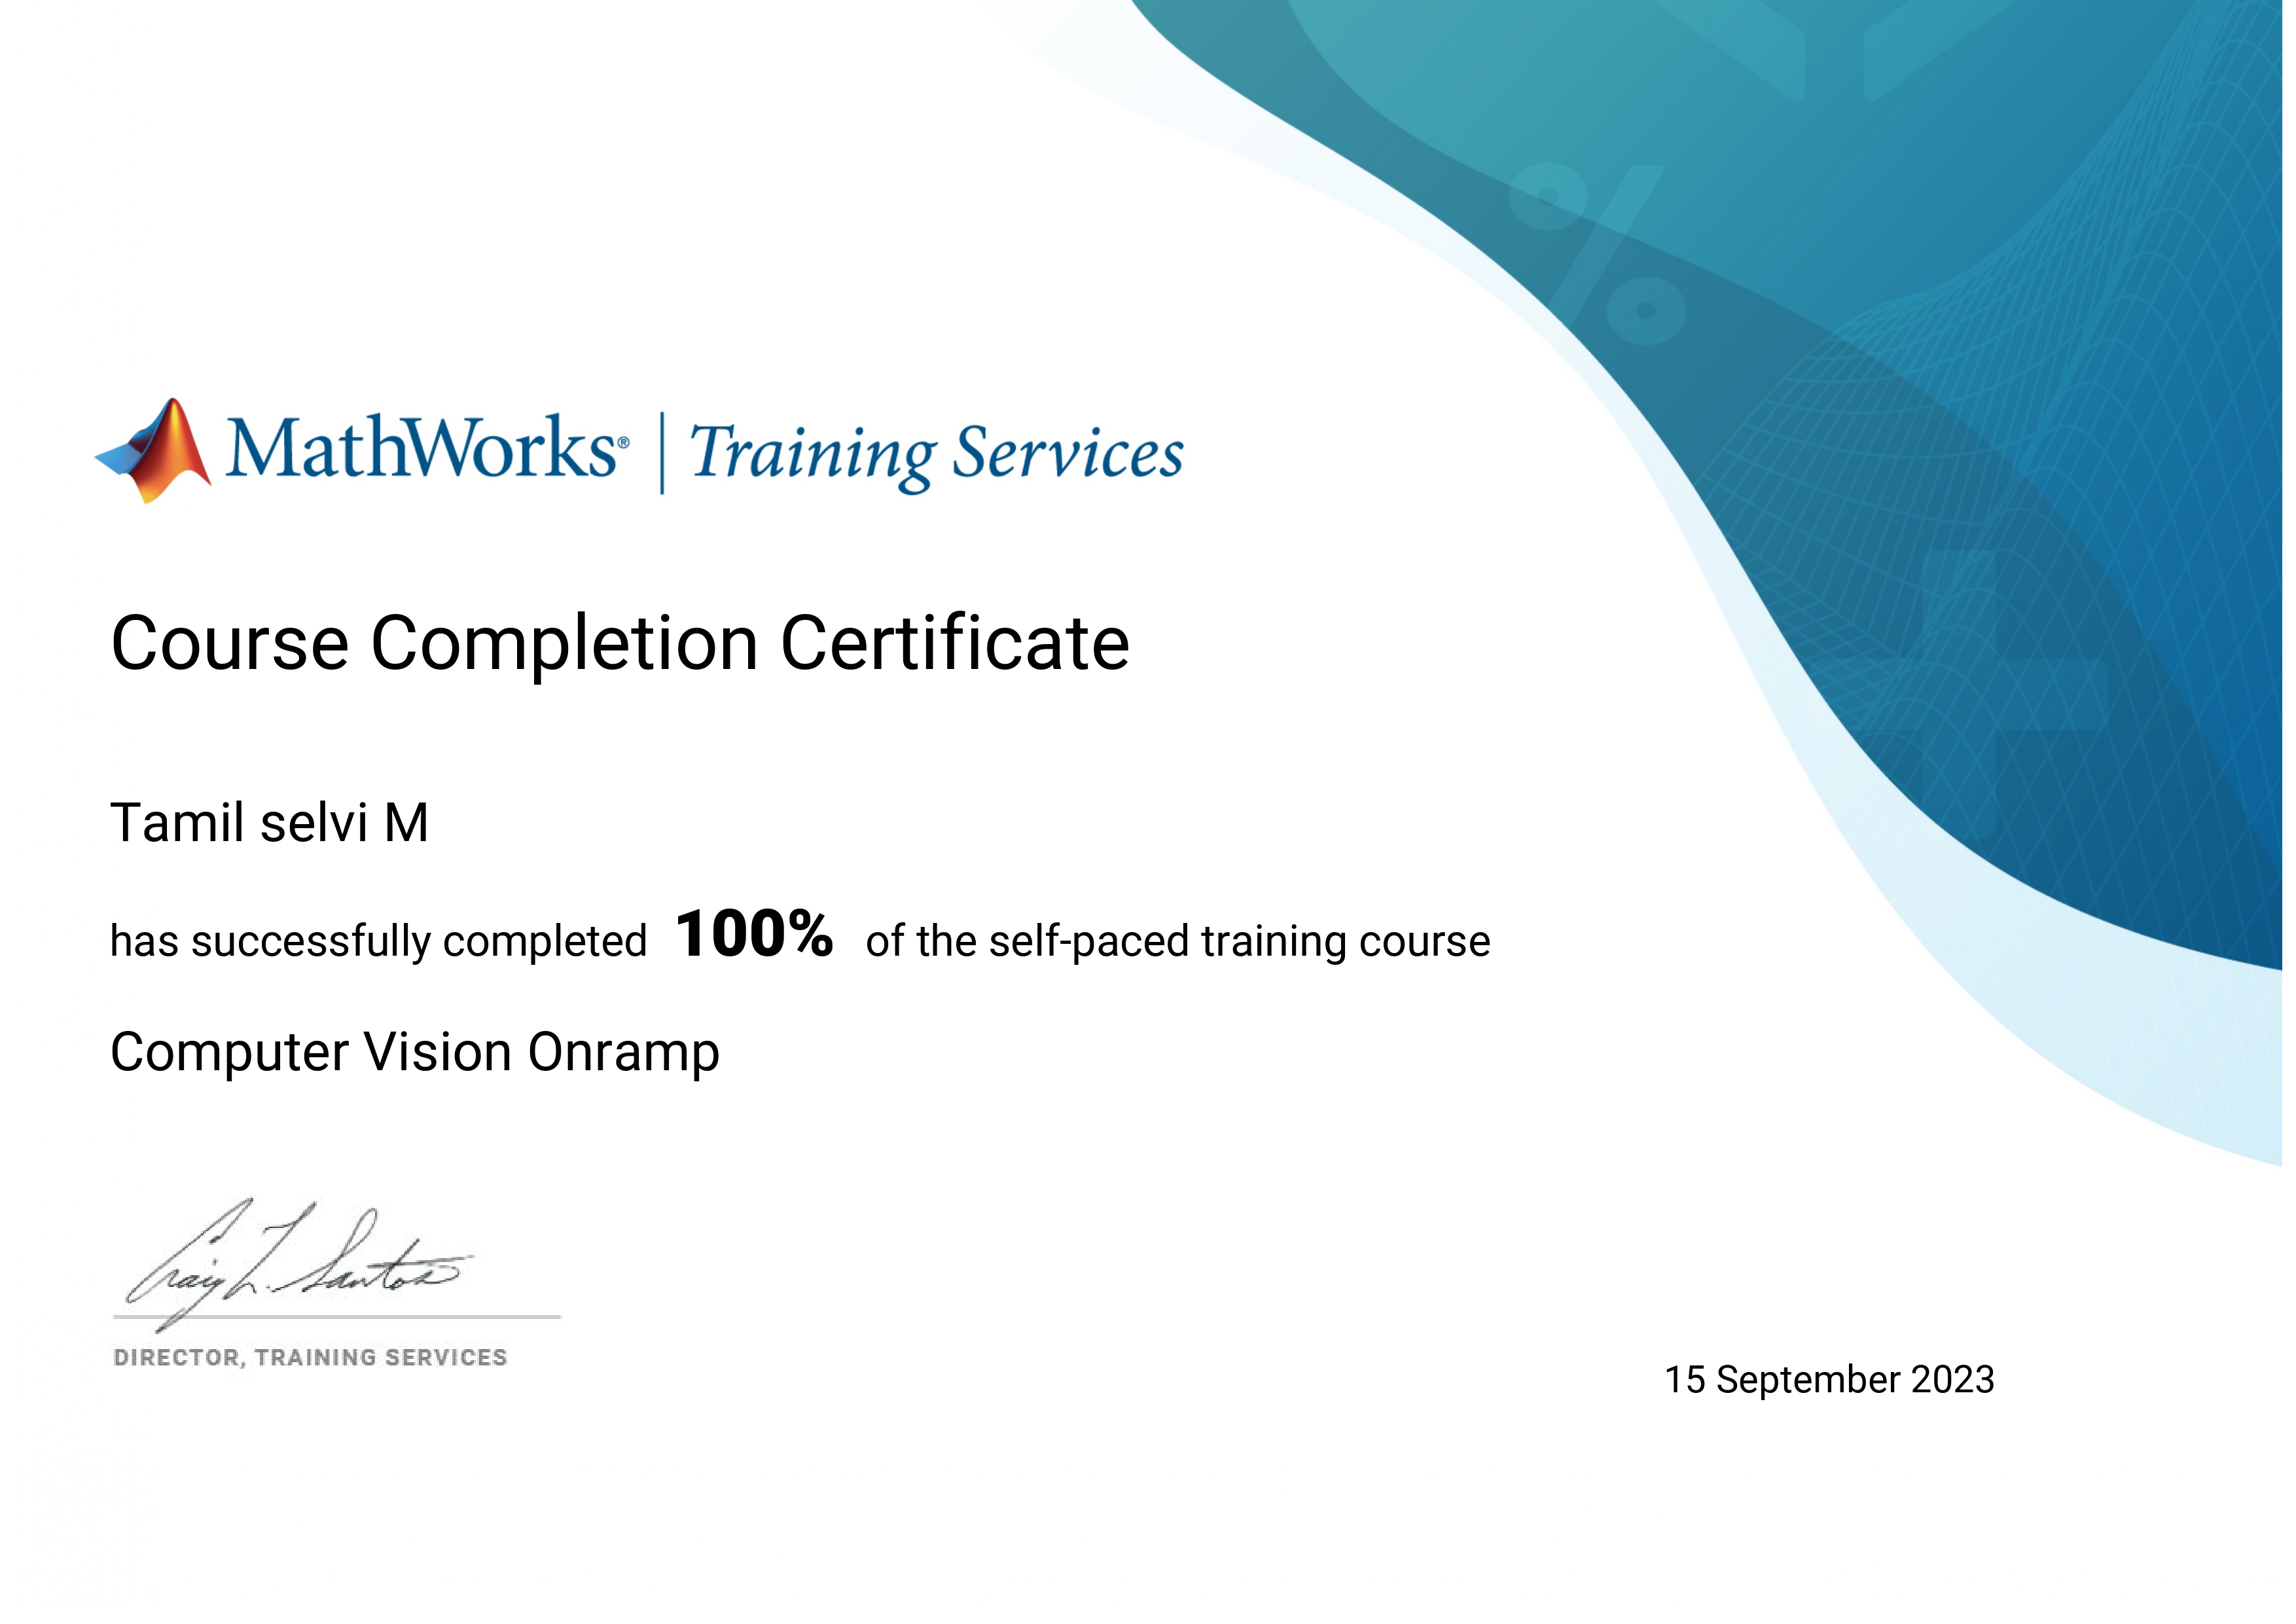 MathWorks® | Training Services
Course Completion Certificate
Tamil selvi M
has successfully completed 100% of the self-paced training course
Computer Vision Onramp
Craig L. Santos
DIRECTOR, TRAINING SERVICES
15 September 2023